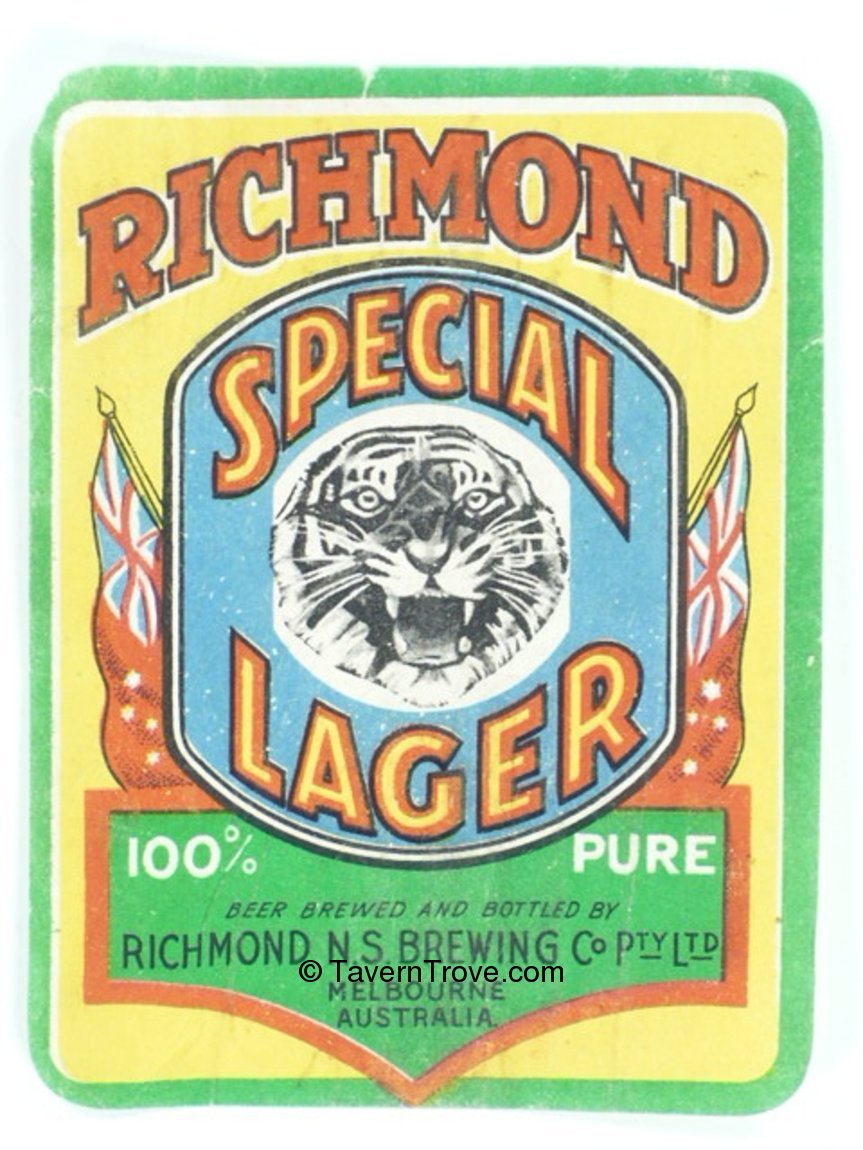 RICHMOND
SPECIAL
LAGER
100% PURE
BEER BREWED AND BOTTLED BY
RICHMOND N.S. BREWING Co PTY LTD
© TavernTrove.com
MELBOURNE
AUSTRALIA.